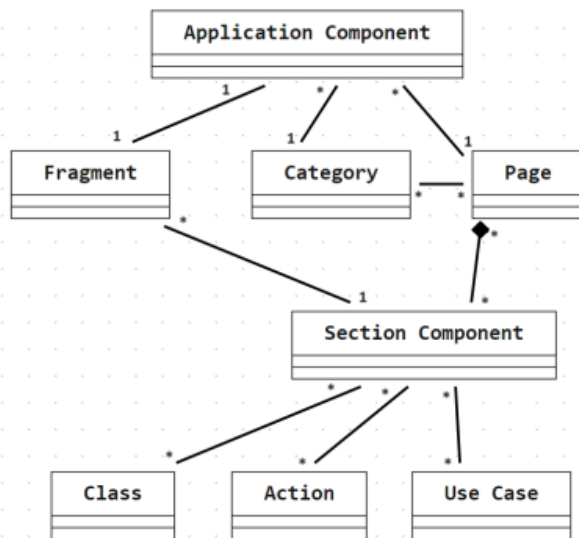 Application Component
1 * *
1 1 1
Fragment Category Page
* *
* *
1 *
Section Component
* * *
* * *
Class Action Use Case